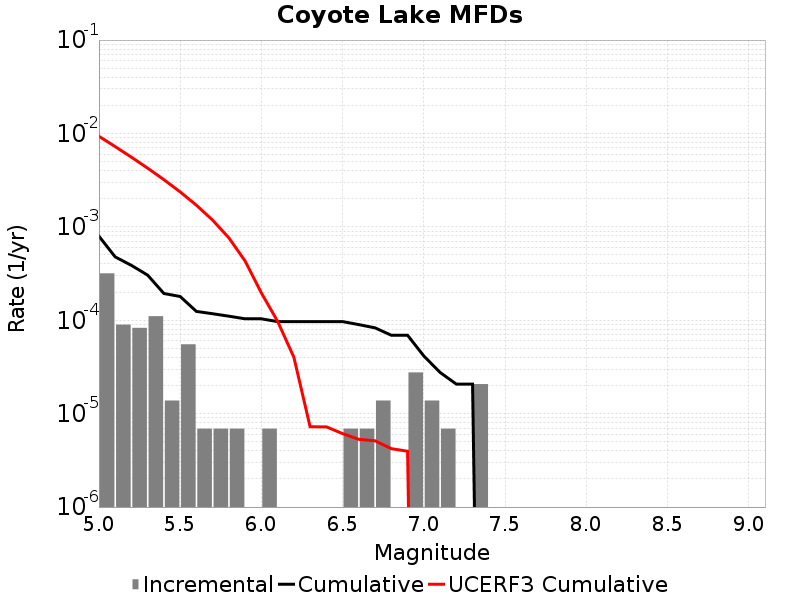 Coyote Lake MFDs
10^-1
10^-2
10^-3
10^-4
10^-5
10^-6
Rate (1/yr)
5.0 5.5 6.0 6.5 7.0 7.5 8.0 8.5 9.0
Magnitude
Incremental Cumulative UCERF3 Cumulative